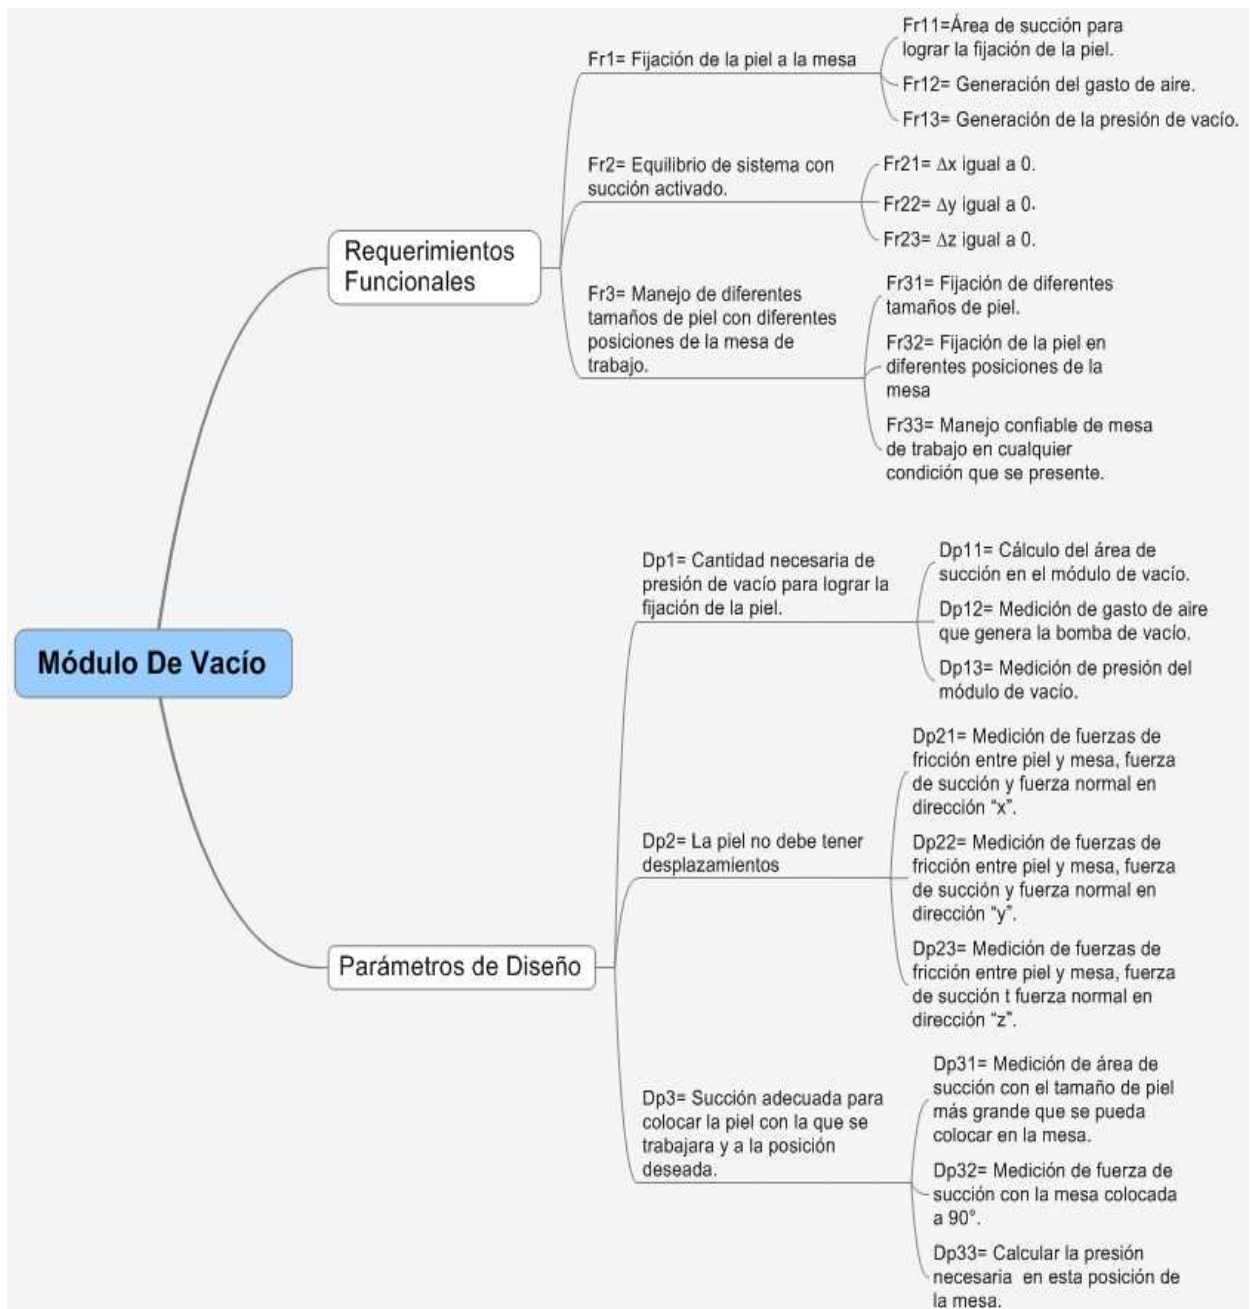 Fr11=Área de succión para
lograr la fijación de la piel.
Fr1= Fijación de la piel a la mesa
Fr12= Generación del gasto de aire.
Fr13= Generación de la presión de vacío.
Fr2= Equilibrio de sistema con
succión activado.
Fr21= Δx igual a 0.
Fr22= Δy igual a 0.
Fr23= Δz igual a 0.
Requerimientos
Funcionales
Fr3= Manejo de diferentes
tamaños de piel con diferentes
posiciones de la mesa de
trabajo.
Fr31= Fijación de diferentes
tamaños de piel.
Fr32= Fijación de la piel en
diferentes posiciones de la
mesa
Fr33= Manejo confiable de mesa
de trabajo en cualquier
condición que se presente.
Módulo De Vacío
Dp1= Cantidad necesaria de
presión de vacío para lograr la
fijación de la piel.
Dp11= Cálculo del área de
succión en el módulo de vacío.
Dp12= Medición de gasto de aire
que genera la bomba de vacío.
Dp13= Medición de presión del
módulo de vacío.
Dp2= La piel no debe tener
desplazamientos
Dp21= Medición de fuerzas de
fricción entre piel y mesa, fuerza
de succión y fuerza normal en
dirección “x”.
Dp22= Medición de fuerzas de
fricción entre piel y mesa, fuerza
de succión y fuerza normal en
dirección “y”.
Dp23= Medición de fuerzas de
fricción entre piel y mesa, fuerza
de succión t fuerza normal en
dirección “z”.
Parámetros de Diseño
Dp3= Succión adecuada para
colocar la piel con la que se
trabajara y a la posición
deseada.
Dp31= Medición de área de
succión con el tamaño de piel
más grande que se pueda
colocar en la mesa.
Dp32= Medición de fuerza de
succión con la mesa colocada
a 90°.
Dp33= Calcular la presión
necesaria en esta posición de
la mesa.